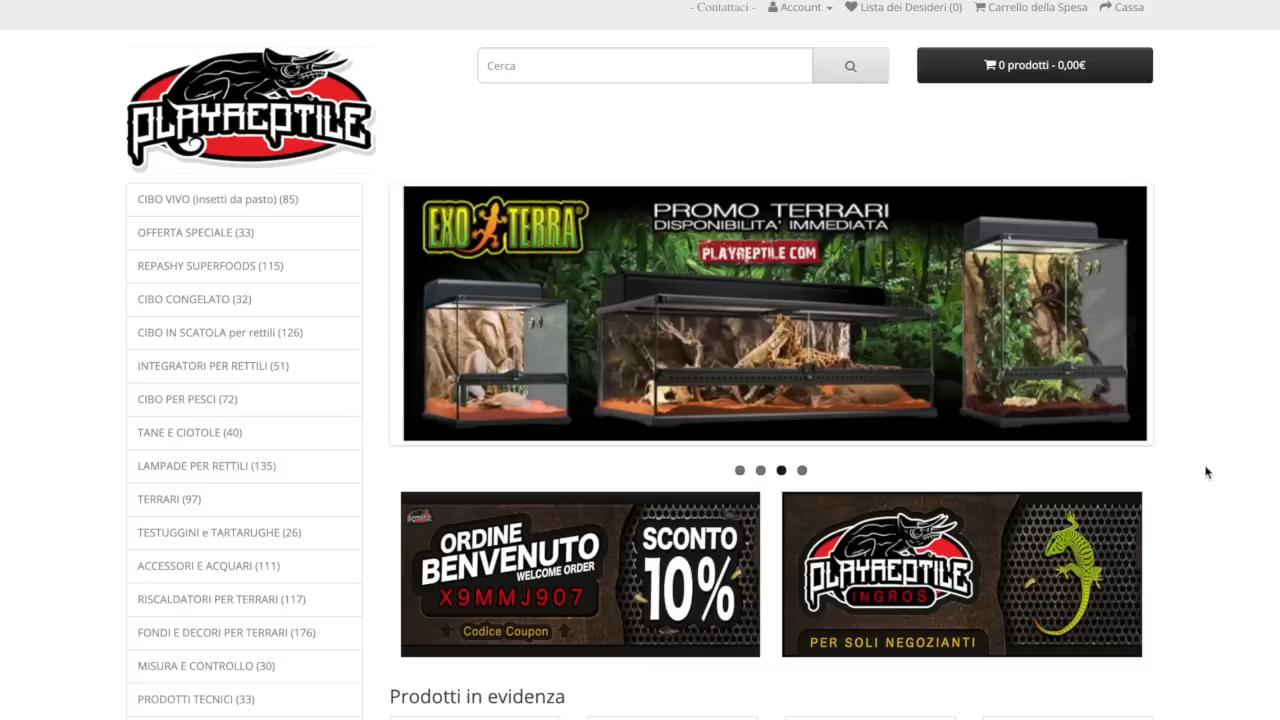 - Contattaci -
Account
Lista dei Desideri (0)
Carrello della Spesa
Cassa
PLAYREPTILE
Cerca
0 prodotti - 0,00€
CIBO VIVO (insetti da pasto) (85)
OFFERTA SPECIALE (33)
REPASHY SUPERFOODS (115)
CIBO CONGELATO (32)
CIBO IN SCATOLA per rettili (126)
INTEGRATORI PER RETTILI (51)
CIBO PER PESCI (72)
TANE E CIOTOLE (40)
LAMPADE PER RETTILI (135)
TERRARI (97)
TESTUGGINI e TARTARUGHE (26)
ACCESSORI E ACQUARI (111)
RISCALDATORI PER TERRARI (117)
FONDI E DECORI PER TERRARI (176)
MISURA E CONTROLLO (30)
PRODOTTI TECNICI (33)
EXO TERRA®
PROMO TERRARI
DISPONIBILITA' IMMEDIATA
PLAYREPTILE.COM
ORDINE
BENVENUTO
WELCOME ORDER
X9MMJ907
Codice Coupon
SCONTO
10%
PLAYREPTILE
INGROS
PER SOLI NEGOZIANTI
Prodotti in evidenza